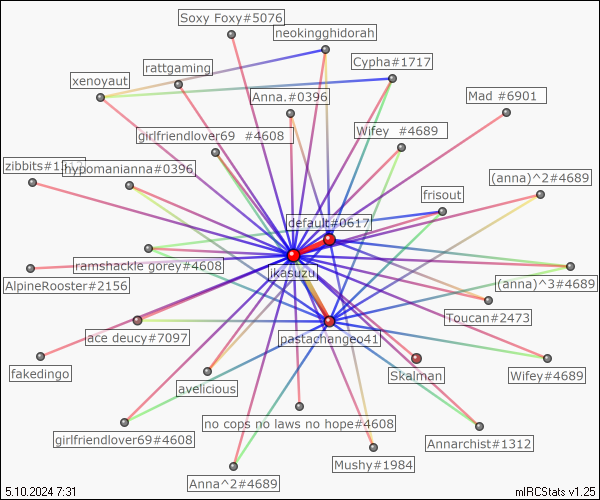 Soxy Foxy#5076
neokingghidorah
Cypha#1717
rattgaming
xenoyaut
Anna.#0396
Mad #6901
girlfriendlover69 #4608
Wifey #4689
zibbits#1312
hypomanianna#0396
(anna)^2#4689
frisout
default#0617
ramshackle gorey#4608
ikasuzu
AlpineRooster#2156
(anna)^3#4689
Toucan#2473
ace deucy#7097
pastachangeo41
fakedingo
avelicious
Skalman
Wifey#4689
no cops no laws no hope#4608
girlfriendlover69#4608
Annarchist#1312
Mushy#1984
Anna^2#4689
5.10.2024 7:31
mIRCStats v1.25